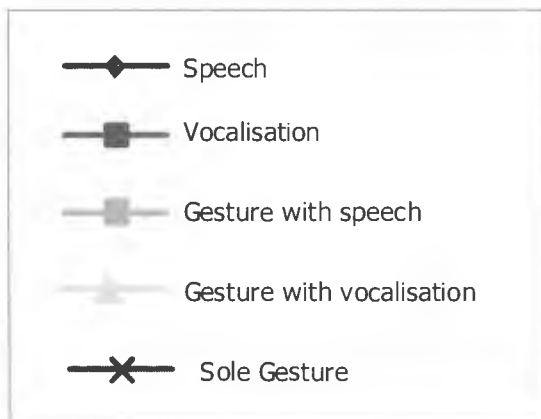 Speech
Vocalisation
Gesture with speech
Gesture with vocalisation
Sole Gesture